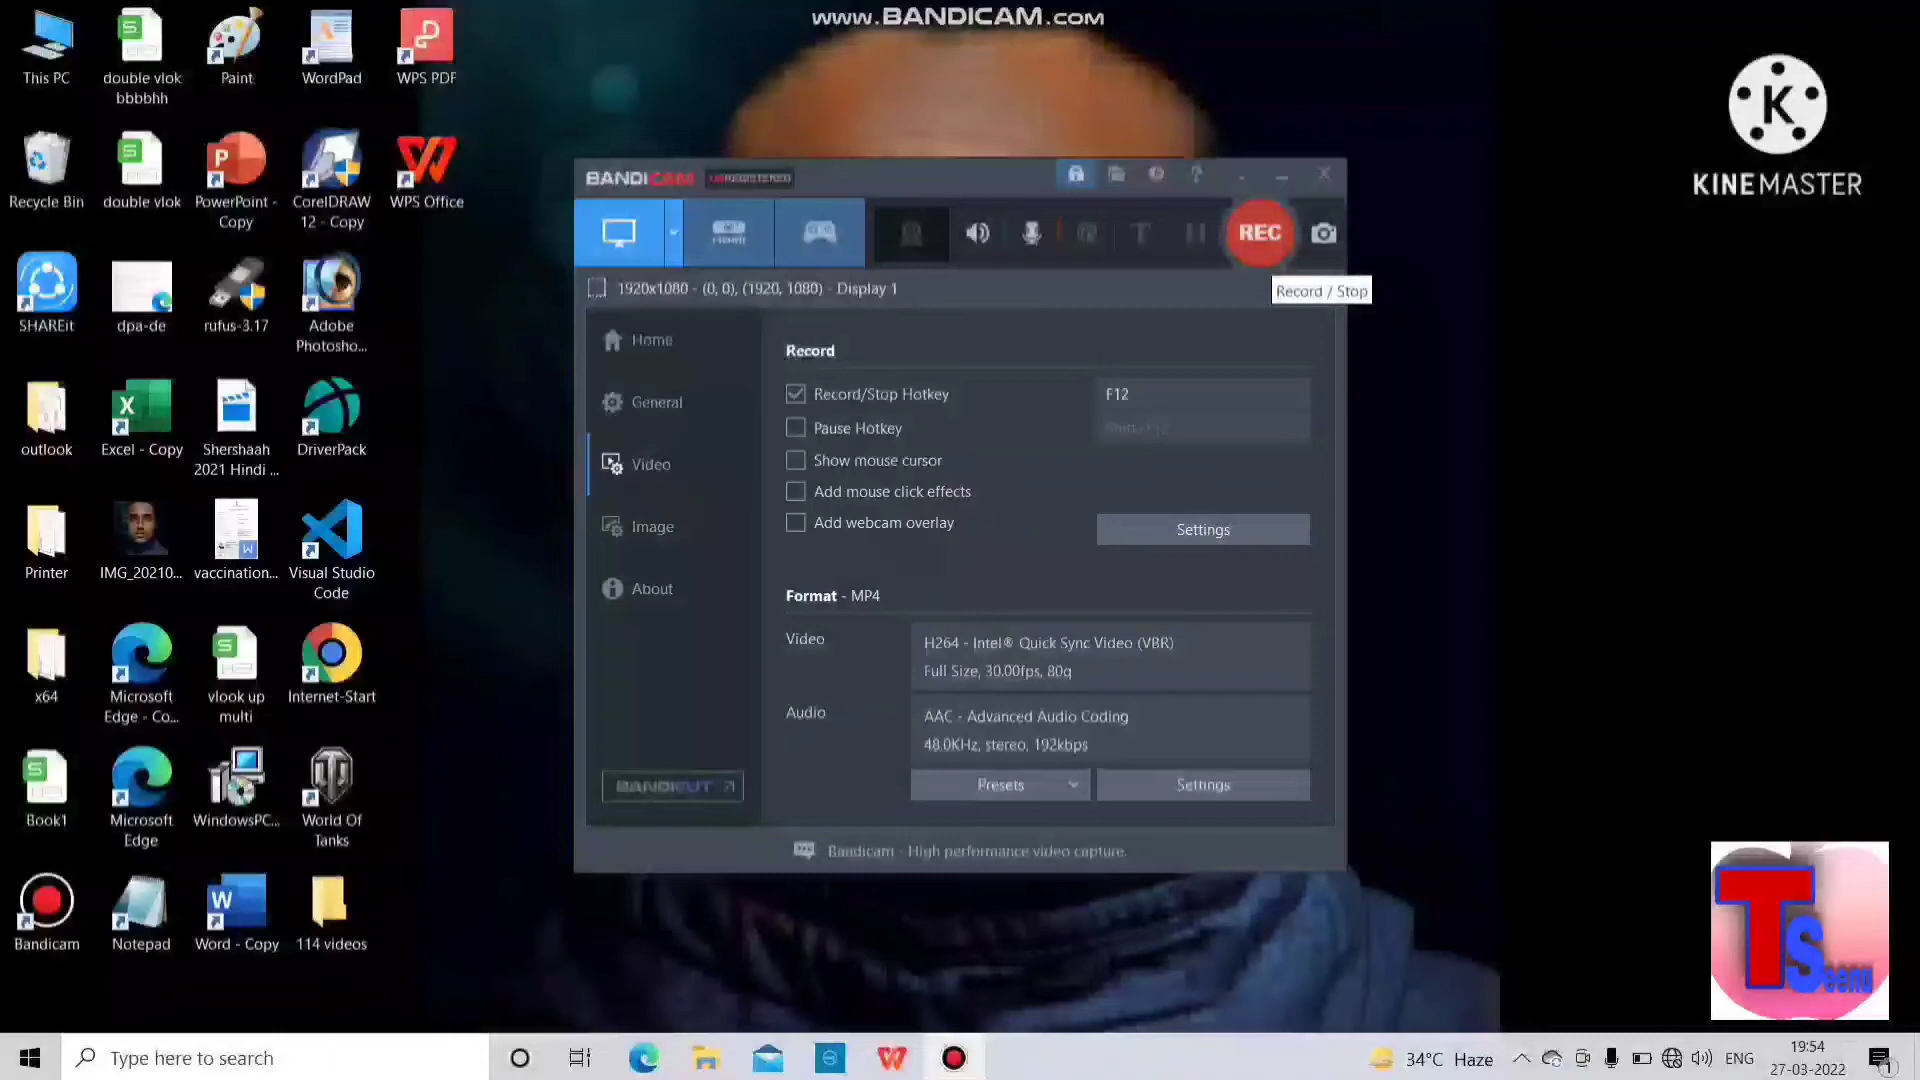 www.BANDICAM.com
This PC
double vlok
bbbbbhh
Paint
WordPad
WPS PDF
Recycle Bin
double vlok
PowerPoint -
Copy
CorelDRAW
12 - Copy
WPS Office
SHAREit
dpa-de
rufus-3.17
Adobe
Photosho...
outlook
Excel - Copy
Shershaah
2021 Hindi ...
DriverPack
Printer
IMG_20210...
vaccination...
Visual Studio
Code
x64
Microsoft
Edge - Co...
vlook up
multi
Internet-Start
Book1
Microsoft
Edge
WindowsPC...
World Of
Tanks
Bandicam
Notepad
Word - Copy
114 videos
KINEMASTER
BANDICAM UNREGISTERED
REC
1920x1080 - (0, 0), (1920, 1080) - Display 1
Record / Stop
Home
General
Video
Image
About
BANDICUT
Record
Record/Stop Hotkey
F12
Pause Hotkey
Shift+F12
Show mouse cursor
Add mouse click effects
Add webcam overlay
Settings
Format - MP4
Video
H264 - Intel® Quick Sync Video (VBR)
Full Size, 30.00fps, 80q
Audio
AAC - Advanced Audio Coding
48.0KHz, stereo, 192kbps
Presets
Settings
Bandicam - High performance video capture.
TSeenu
Type here to search
34°C Haze
ENG
19:54
27-03-2022
1